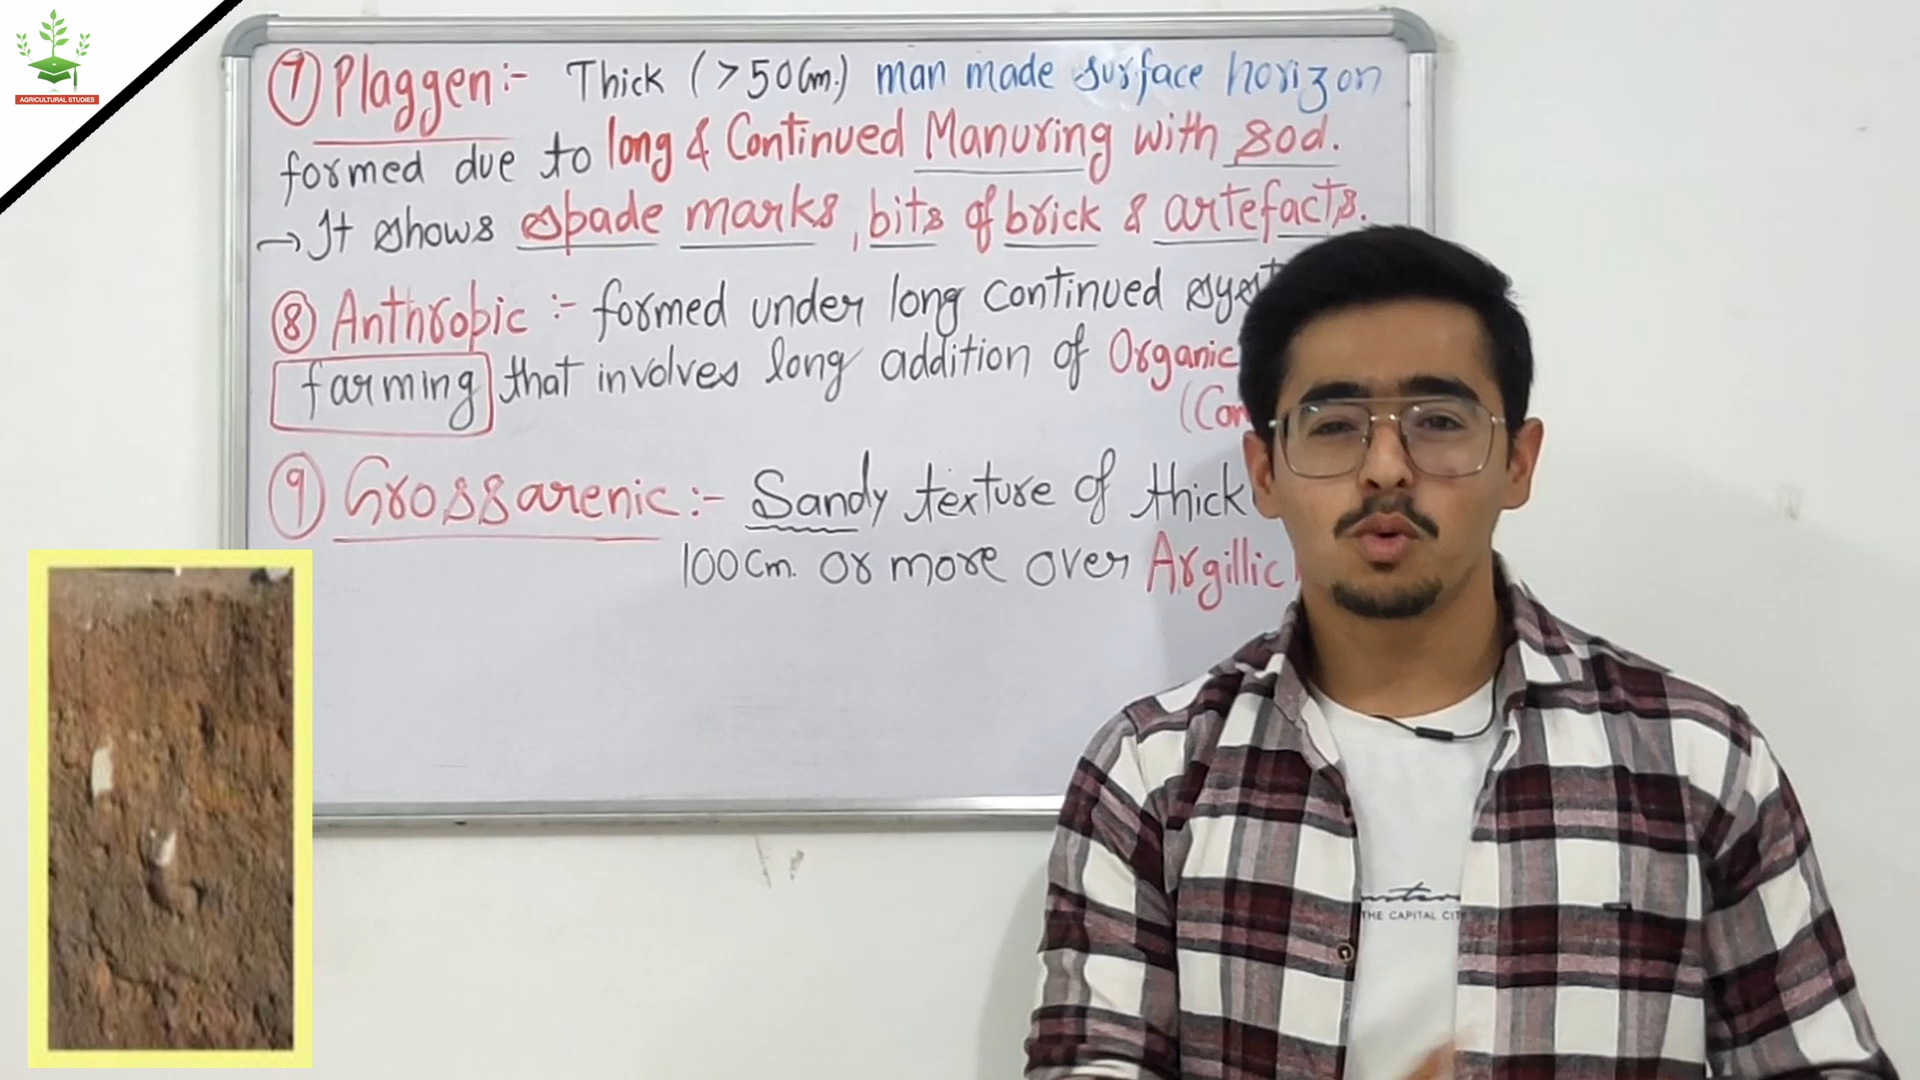 AGRICULTURAL STUDIES
⑦ Plaggen :- Thick (>50Cm.) man made surface horizon
formed due to long & Continued Manuring with sod.
→ It shows spade marks, bits of brick & artefacts.
⑧ Anthropic :- formed under long continued
farming that involves long addition of Organic
⑨ Grossarenic :- Sandy texture of thick
100Cm. or more over Argillic
THE CAPITAL CIT